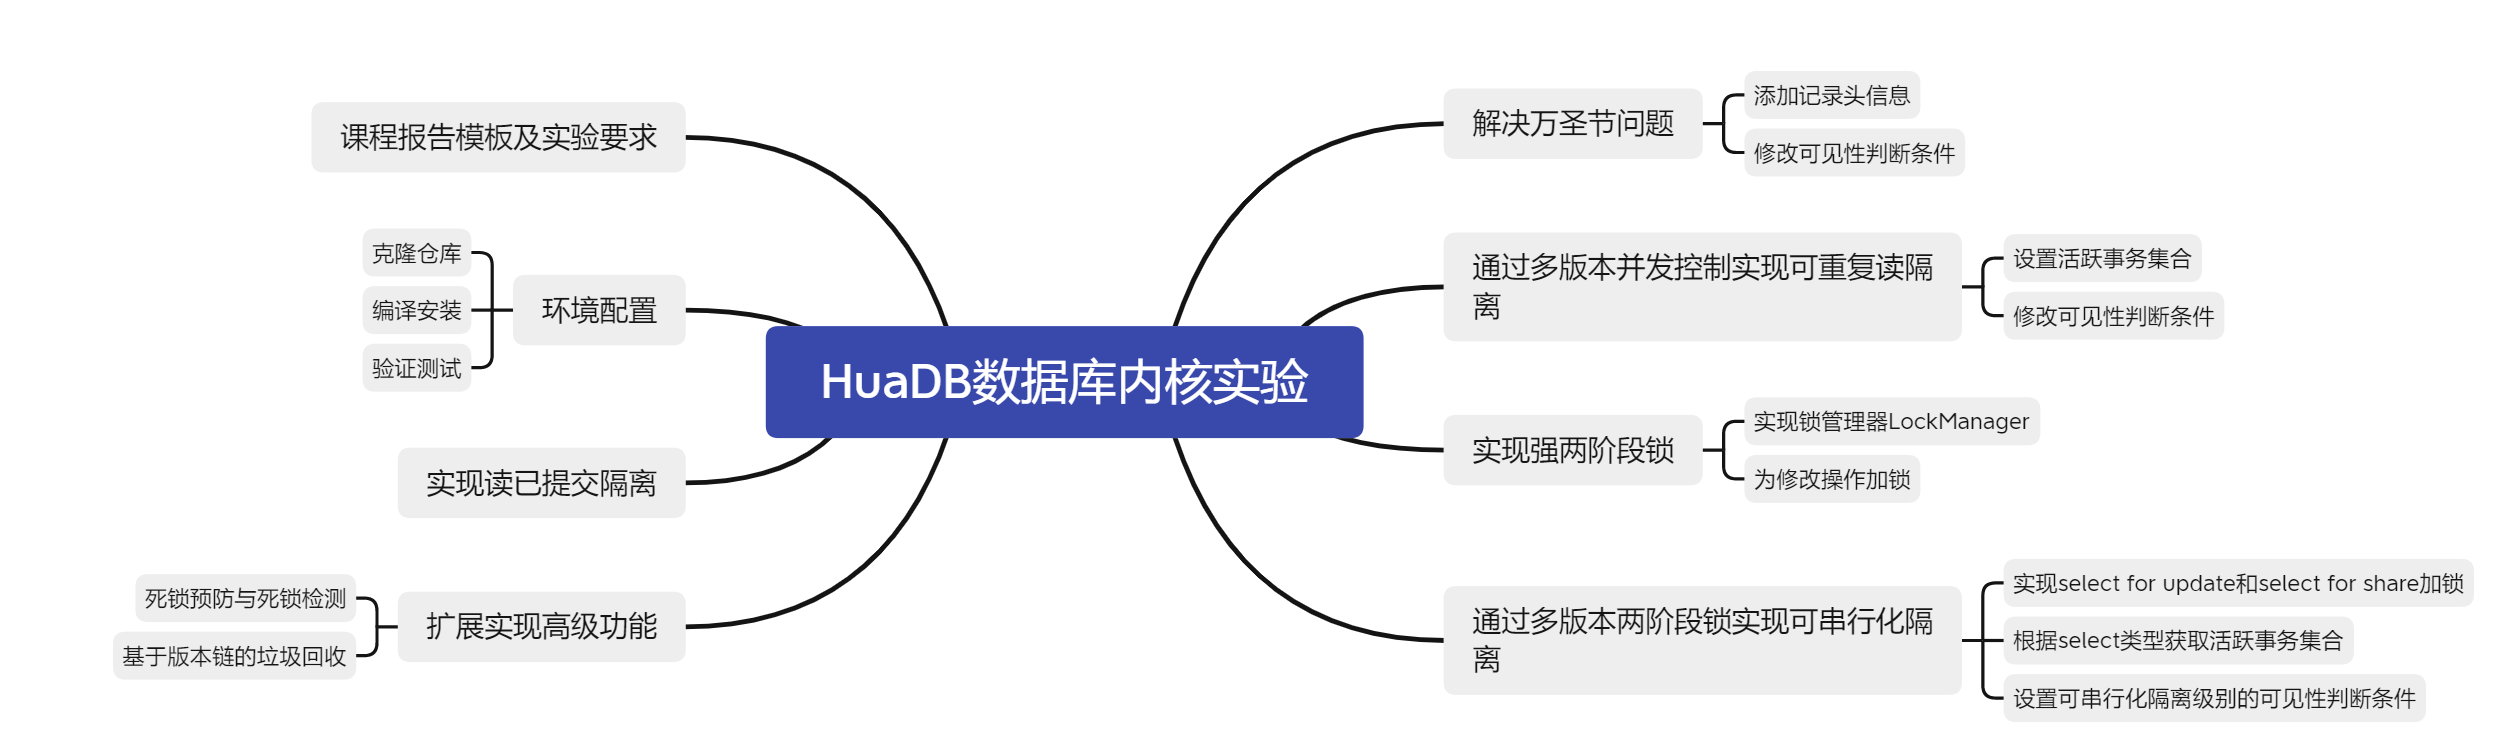 HuaDB数据库内核实验
解决万圣节问题
添加记录头信息
修改可见性判断条件
通过多版本并发控制实现可重复读隔
离
设置活跃事务集合
修改可见性判断条件
实现强两阶段锁
实现锁管理器LockManager
为修改操作加锁
通过多版本两阶段锁实现可串行化隔
离
实现select for update和select for share加锁
根据select类型获取活跃事务集合
设置可串行化隔离级别的可见性判断条件
课程报告模板及实验要求
环境配置
克隆仓库
编译安装
验证测试
实现读已提交隔离
扩展实现高级功能
死锁预防与死锁检测
基于版本链的垃圾回收